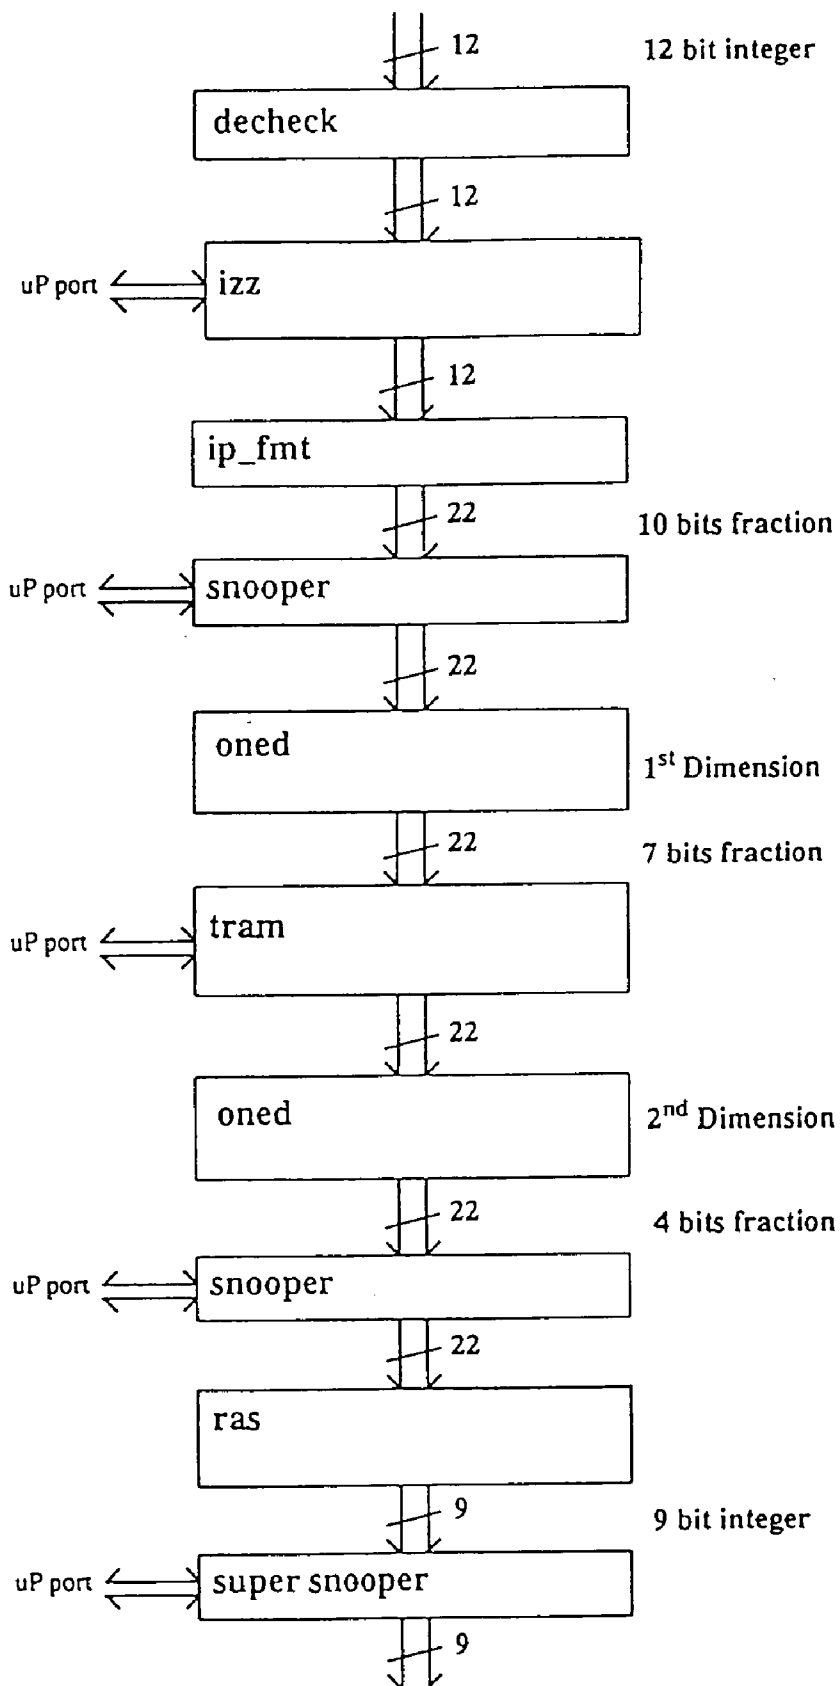 12
12 bit integer
decheck
12
uP port
izz
12
ip_fmt
22
10 bits fraction
uP port
snooper
22
oned
1st Dimension
22
7 bits fraction
uP port
tram
22
oned
2nd Dimension
22
4 bits fraction
uP port
snooper
22
ras
9
9 bit integer
uP port
super snooper
9